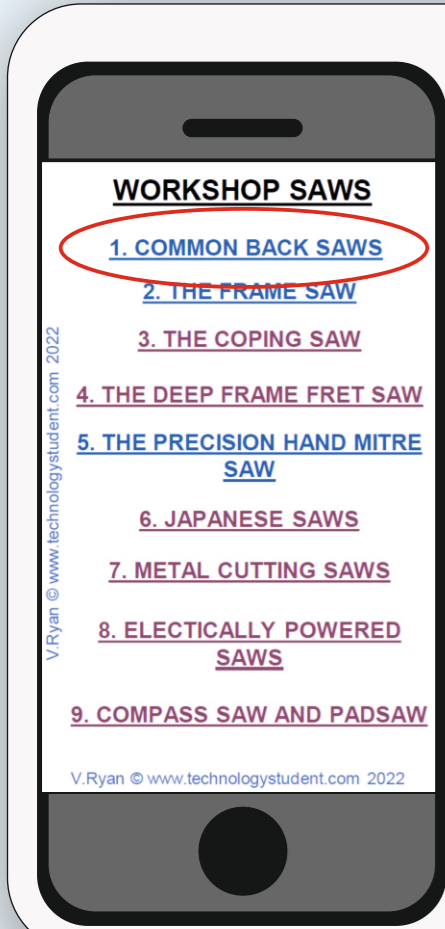 WORKSHOP SAWS
1. COMMON BACK SAWS
2. THE FRAME SAW
3. THE COPING SAW
4. THE DEEP FRAME FRET SAW
5. THE PRECISION HAND MITRE
SAW
6. JAPANESE SAWS
7. METAL CUTTING SAWS
8. ELECTICALLY POWERED
SAWS
9. COMPASS SAW AND PADSAW
V.Ryan © www.technologystudent.com 2022
V.Ryan © www.technologystudent.com 2022